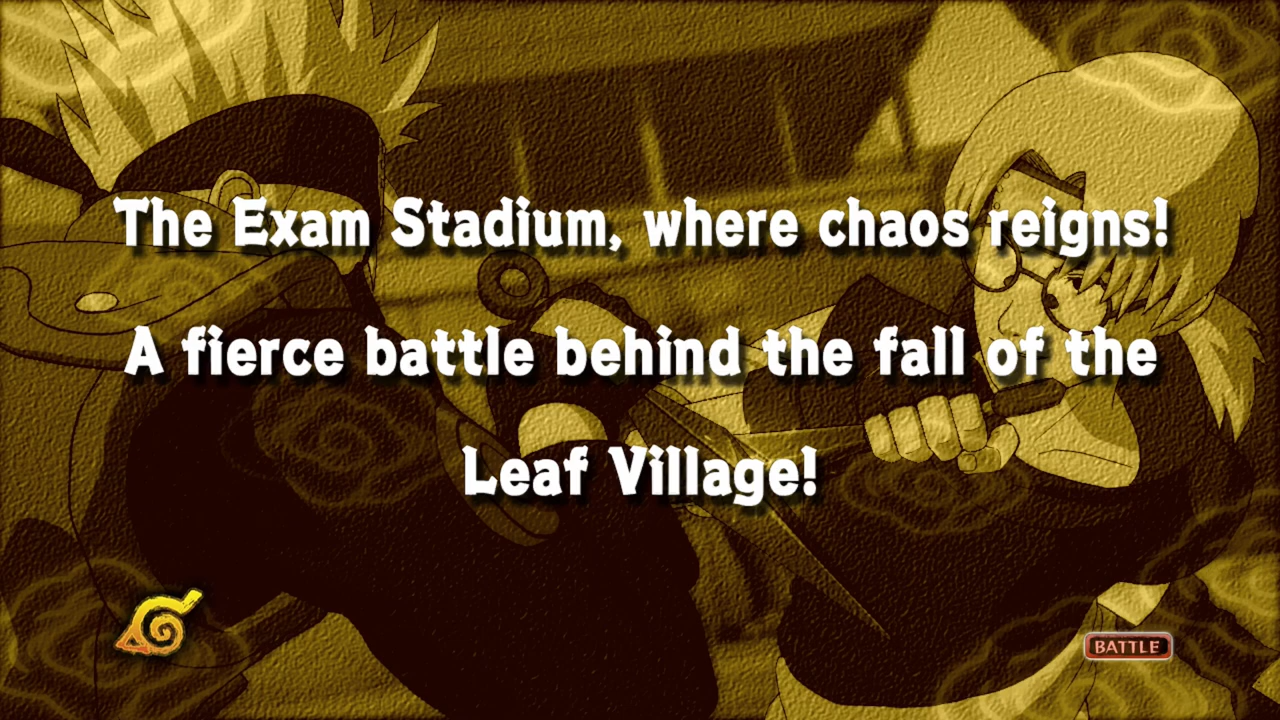 The Exam Stadium, where chaos reigns!
A fierce battle behind the fall of the
Leaf Village!
BATTLE